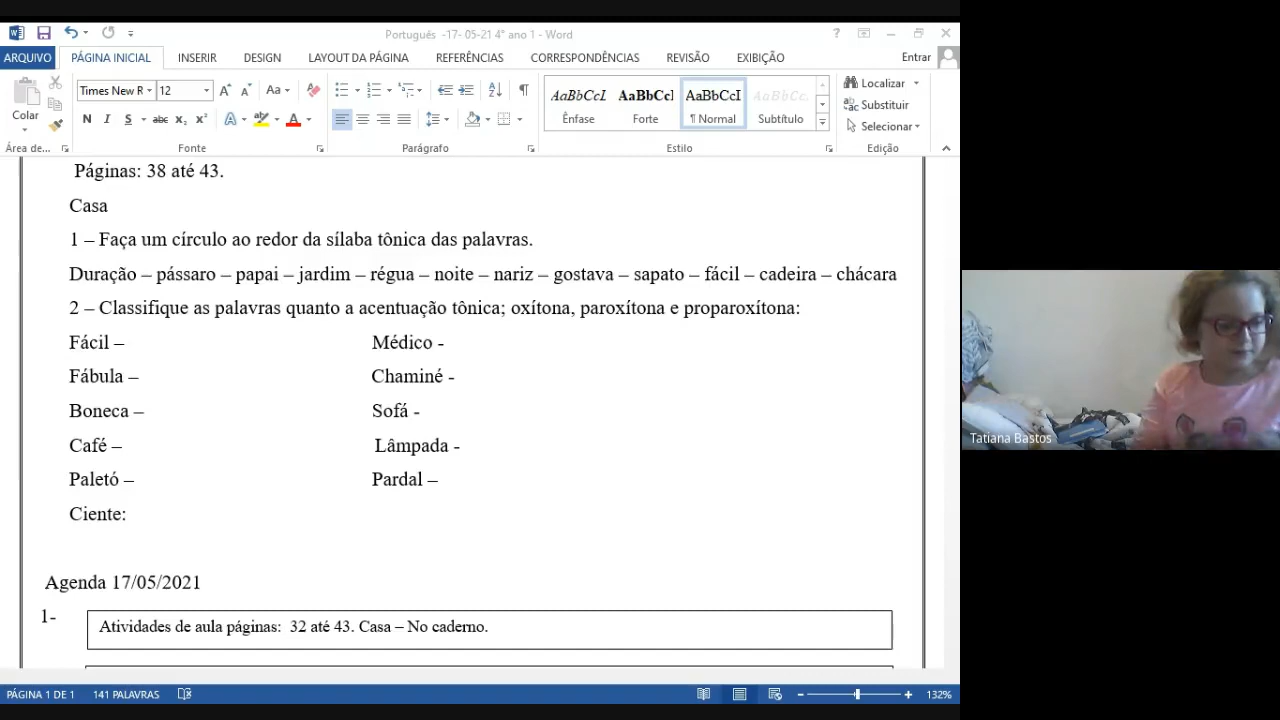 Português -17- 05-21 4° ano 1 - Word
ARQUIVO PÁGINA INICIAL INSERIR DESIGN LAYOUT DA PÁGINA REFERÊNCIAS CORRESPONDÊNCIAS REVISÃO EXIBIÇÃO Entrar
Times New R 12 Aa AaBbCcI AaBbCcI AaBbCcI AaBbCc Localizar
Colar N I S abc x₂ x² A A Ênfase Forte ¶ Normal Subtítulo Substituir
Selecionar
Área de... Fonte Parágrafo Estilo Edição
Páginas: 38 até 43.
Casa
1 – Faça um círculo ao redor da sílaba tônica das palavras.
Duração – pássaro – papai – jardim – régua – noite – nariz – gostava – sapato – fácil – cadeira – chácara
2 – Classifique as palavras quanto a acentuação tônica; oxítona, paroxítona e proparoxítona:
Fácil – Médico -
Fábula – Chaminé -
Boneca – Sofá -
Café – Lâmpada -
Paletó – Pardal –
Ciente:
Agenda 17/05/2021
1-
Atividades de aula páginas: 32 até 43. Casa – No caderno.
PÁGINA 1 DE 1 141 PALAVRAS 132%
Tatiana Bastos